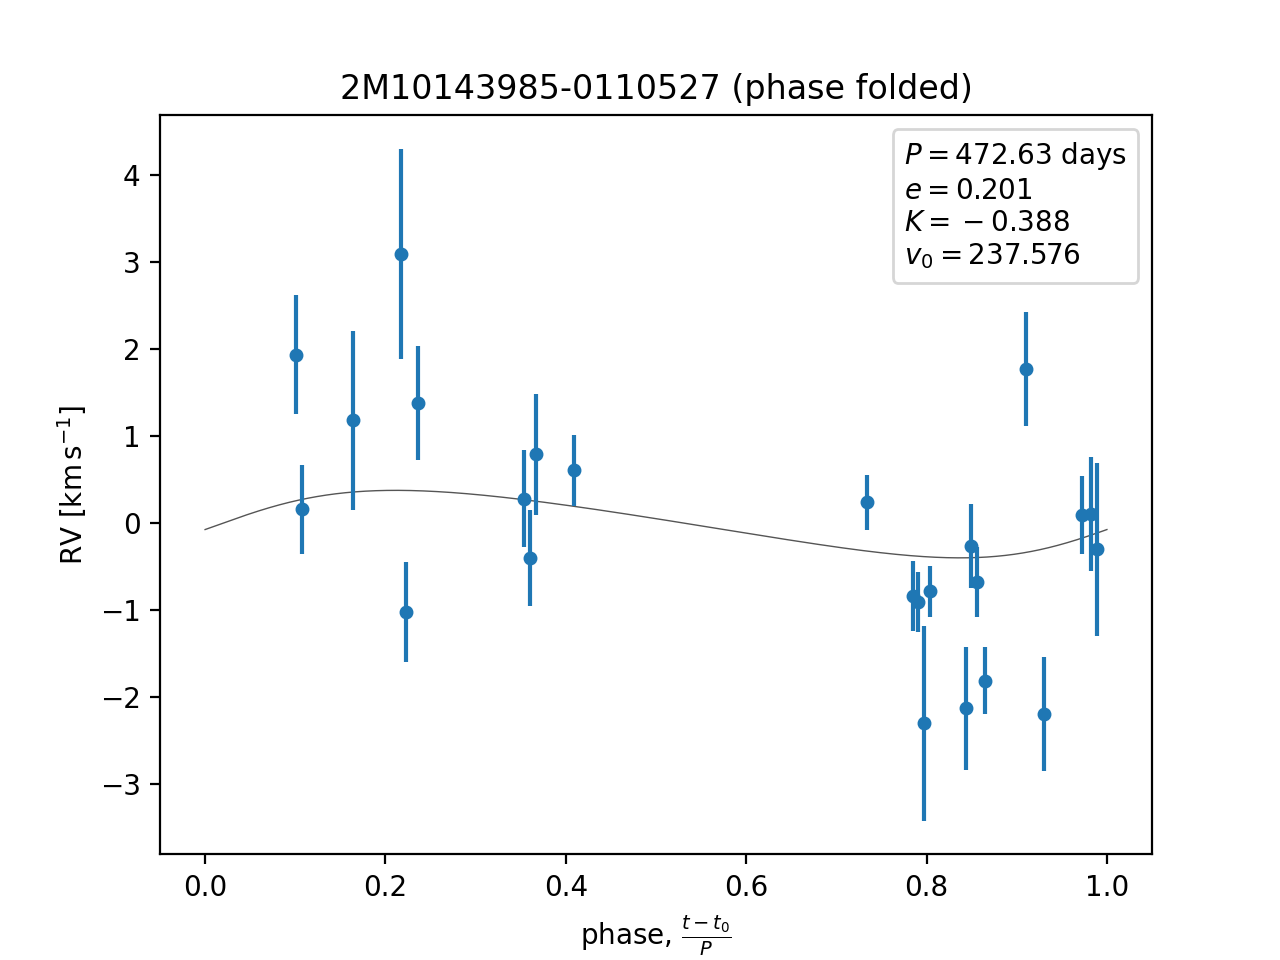 2M10143985-0110527 (phase folded)
P = 472.63 days
e = 0.201
K = −0.388
v₀ = 237.576
4
3
2
1
0
−1
−2
−3
RV [km s⁻¹]
0.0 0.2 0.4 0.6 0.8 1.0
phase, (t − t₀)/P